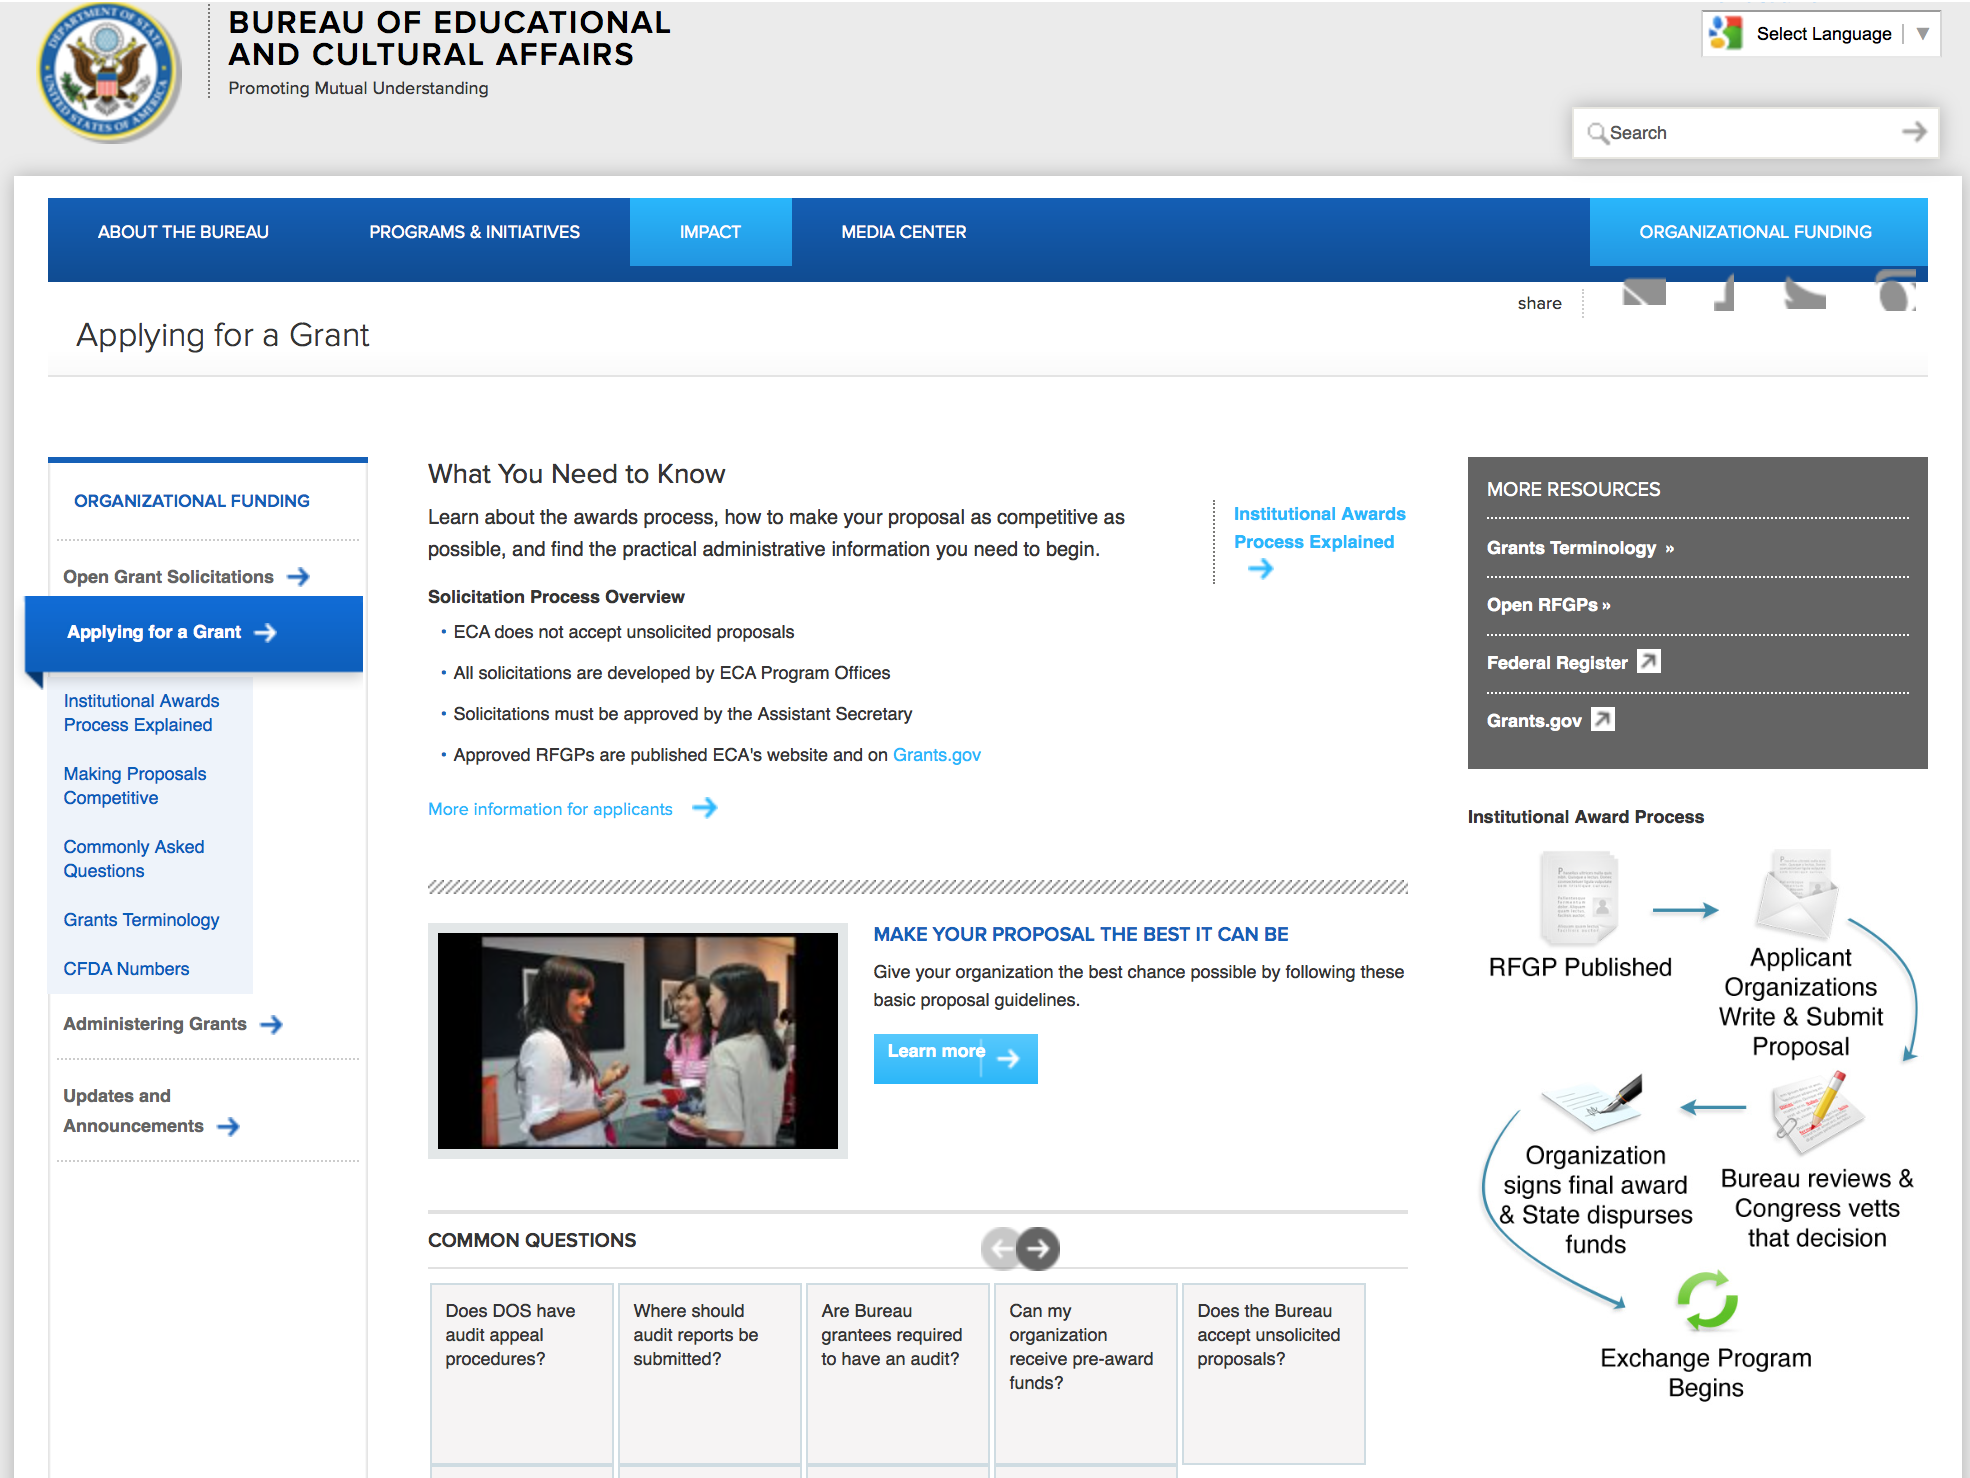 DEPARTMENT OF STATE
UNITED STATES OF AMERICA
BUREAU OF EDUCATIONAL
AND CULTURAL AFFAIRS
Promoting Mutual Understanding
Select Language
Search
ABOUT THE BUREAU
PROGRAMS & INITIATIVES
IMPACT
MEDIA CENTER
ORGANIZATIONAL FUNDING
share
Applying for a Grant
ORGANIZATIONAL FUNDING
Open Grant Solicitations
Applying for a Grant
Institutional Awards
Process Explained
Making Proposals
Competitive
Commonly Asked
Questions
Grants Terminology
CFDA Numbers
Administering Grants
Updates and
Announcements
What You Need to Know
Learn about the awards process, how to make your proposal as competitive as
possible, and find the practical administrative information you need to begin.
Institutional Awards
Process Explained
Solicitation Process Overview
• ECA does not accept unsolicited proposals
• All solicitations are developed by ECA Program Offices
• Solicitations must be approved by the Assistant Secretary
• Approved RFGPs are published ECA's website and on Grants.gov
More information for applicants
MAKE YOUR PROPOSAL THE BEST IT CAN BE
Give your organization the best chance possible by following these
basic proposal guidelines.
Learn more
COMMON QUESTIONS
Does DOS have
audit appeal
procedures?
Where should
audit reports be
submitted?
Are Bureau
grantees required
to have an audit?
Can my
organization
receive pre-award
funds?
Does the Bureau
accept unsolicited
proposals?
MORE RESOURCES
Grants Terminology »
Open RFGPs »
Federal Register
Grants.gov
Institutional Award Process
RFGP Published
Applicant
Organizations
Write & Submit
Proposal
Bureau reviews &
Congress vetts
that decision
Organization
signs final award
& State dispurses
funds
Exchange Program
Begins